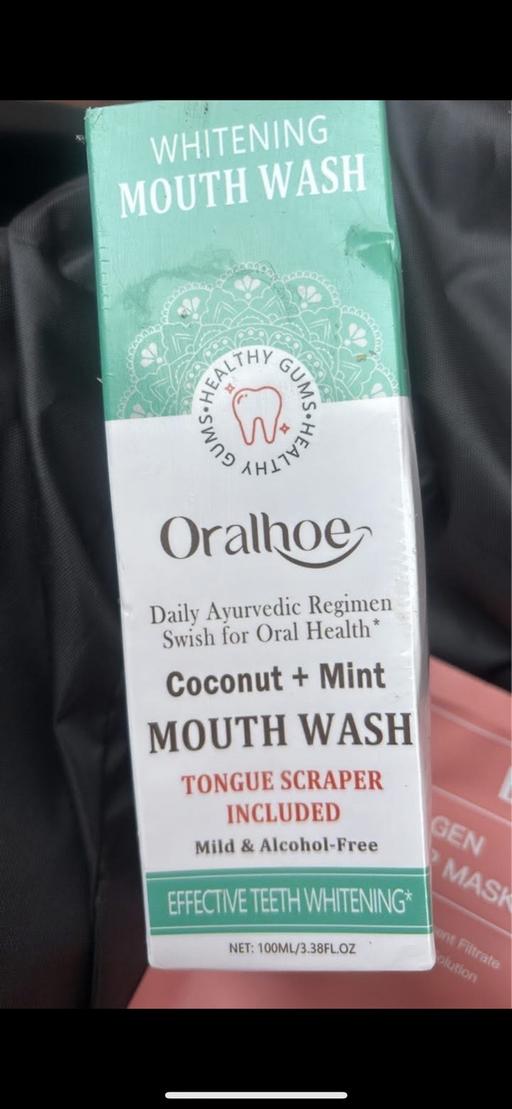 WHITENING
MOUTH WASH
HEALTHY GUMS•HEALTHY GUMS•
Oralhoe
Daily Ayurvedic Regimen
Swish for Oral Health*
Coconut + Mint
MOUTH WASH
TONGUE SCRAPER
INCLUDED
Mild & Alcohol-Free
EFFECTIVE TEETH WHITENING*
NET: 100ML/3.38FL.OZ
GEN
MASK
Filtrate